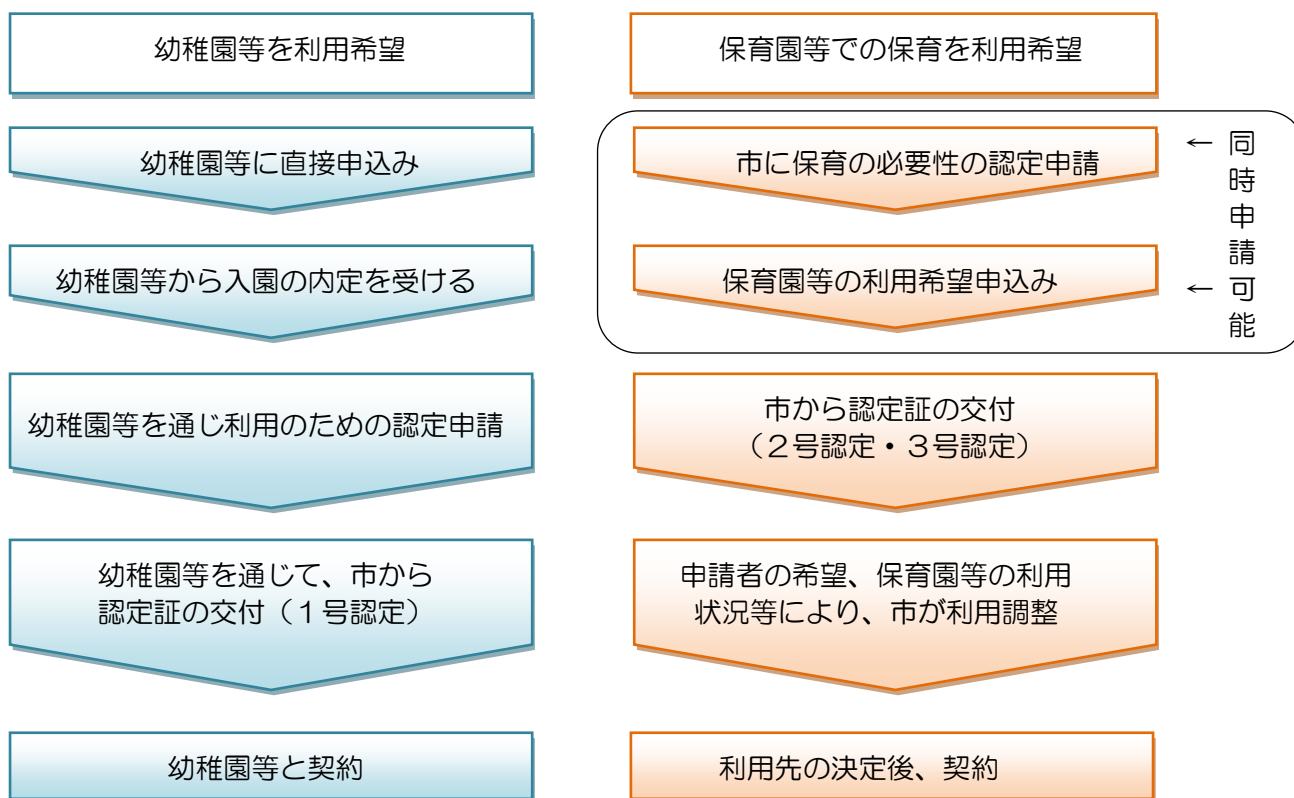 幼稚園等を利用希望
幼稚園等に直接申込み
幼稚園等から入園の内定を受ける
幼稚園等を通じ利用のための認定申請
幼稚園等を通じて、市から
認定証の交付（１号認定）
幼稚園等と契約
保育園等での保育を利用希望
市に保育の必要性の認定申請
保育園等の利用希望申込み
← 同時申請可能 ←
市から認定証の交付
（２号認定・３号認定）
申請者の希望、保育園等の利用
状況等により、市が利用調整
利用先の決定後、契約